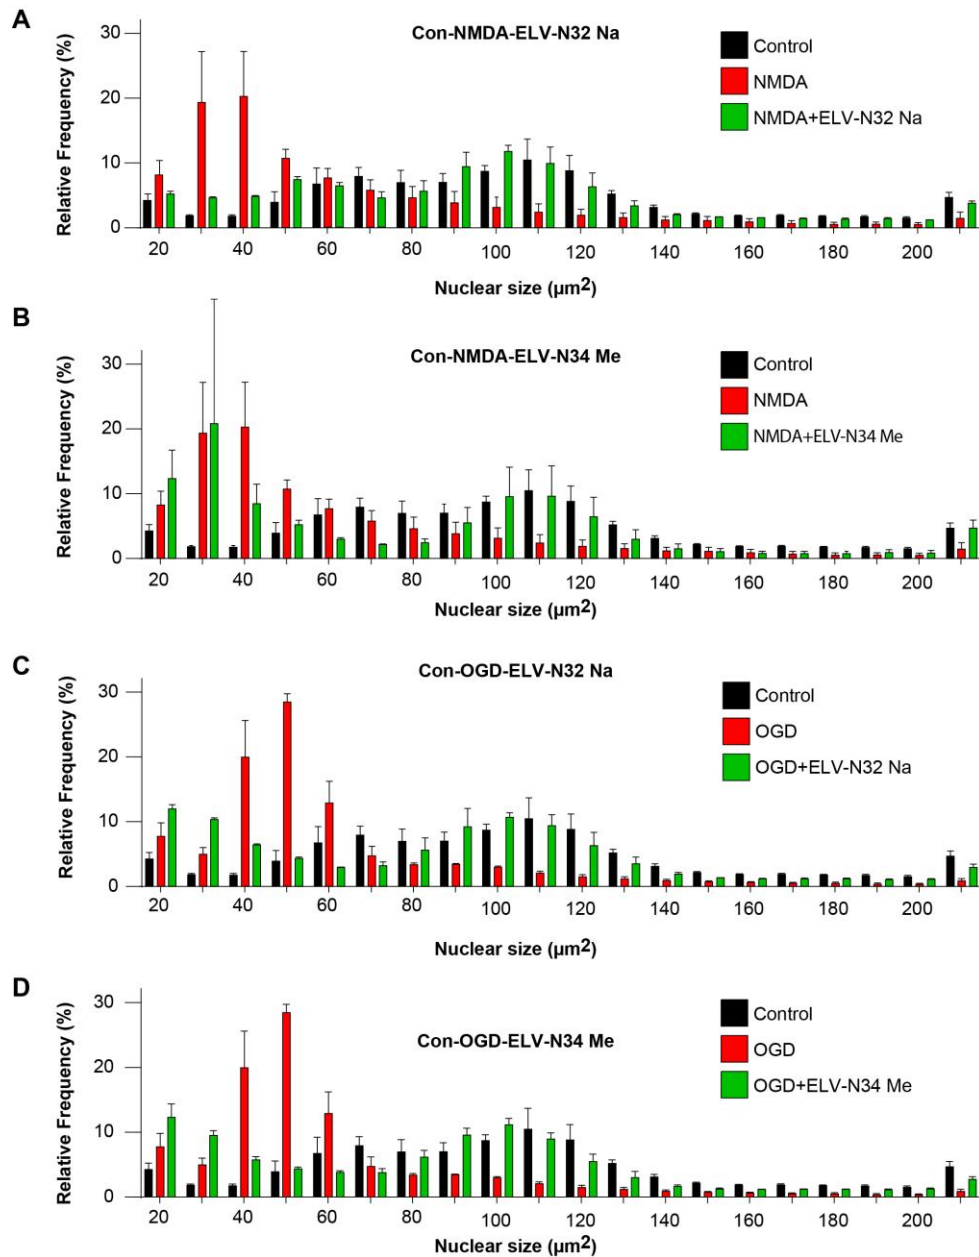 A
Con-NMDA-ELV-N32 Na
Relative Frequency (%)
30
20
10
0
Control
NMDA
NMDA+ELV-N32 Na
20 40 60 80 100 120 140 160 180 200
Nuclear size (µm2)
B
Con-NMDA-ELV-N34 Me
Relative Frequency (%)
30
20
10
0
Control
NMDA
NMDA+ELV-N34 Me
20 40 60 80 100 120 140 160 180 200
Nuclear size (µm2)
C
Con-OGD-ELV-N32 Na
Relative Frequency (%)
30
20
10
0
Control
OGD
OGD+ELV-N32 Na
20 40 60 80 100 120 140 160 180 200
Nuclear size (µm2)
D
Con-OGD-ELV-N34 Me
Relative Frequency (%)
30
20
10
0
Control
OGD
OGD+ELV-N34 Me
20 40 60 80 100 120 140 160 180 200
Nuclear size (µm2)